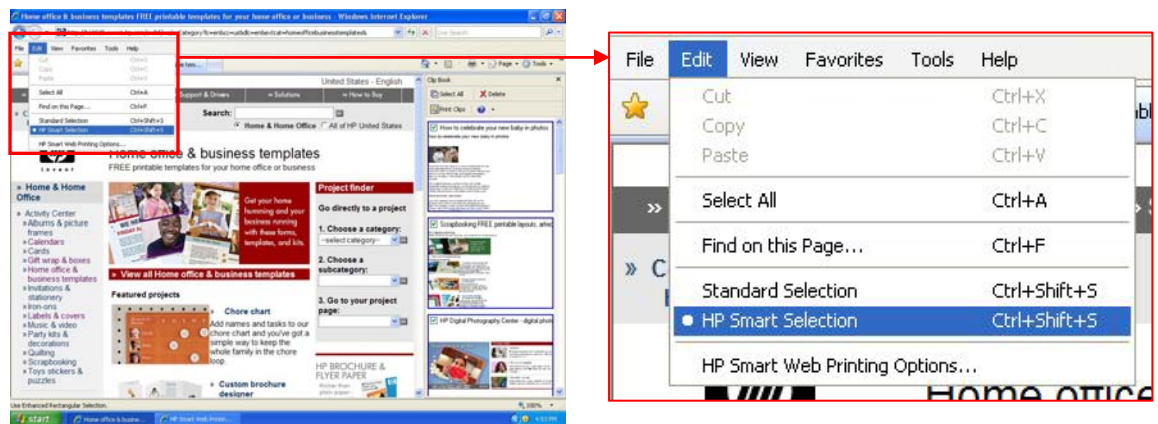 Home office & business templates FREE printable templates for your home office or business - Windows Internet Explorer
File Edit View Favorites Tools Help
Cut Ctrl+X
Copy Ctrl+C
Paste Ctrl+V
Select All Ctrl+A
Find on this Page... Ctrl+F
Standard Selection Ctrl+Shift+S
HP Smart Selection Ctrl+Shift+S
HP Smart Web Printing Options...
Page Tools
United States - English
Support & Drivers » Solutions » How to Buy
Search:
Home & Home Office All of HP United States
invent
Home office & business templates
FREE printable templates for your home office or business
» Home & Home
Office
» Activity Center
» Albums & picture
frames
» Calendars
» Cards
» Gift wrap & boxes
» Home office &
business templates
» Invitations &
stationery
» Iron-ons
» Labels & covers
» Music & video
» Party kits &
decorations
» Quilting
» Scrapbooking
» Toys stickers &
puzzles
Get your home
humming and your
business running
with these forms,
templates, and kits.
» View all Home office & business templates
Featured projects
» Chore chart
Add names and tasks to our
chore chart and you've got a
simple way to keep the
whole family in the chore
loop.
» Custom brochure
designer
Project finder
Go directly to a project
1. Choose a category:
~select category~
2. Choose a
subcategory:
3. Go to your project
page:
HP BROCHURE &
FLYER PAPER
Clip Book
Select All Delete
Print Clips
How to celebrate your new baby in photos
Scrapbooking FREE printable layouts,
HP Digital Photography Center - digital
Use Enhanced Rectangular Selection.
100%
start Home office & busine... HP Smart Web Printi...
File Edit View Favorites Tools Help
Cut Ctrl+X
Copy Ctrl+C
Paste Ctrl+V
Select All Ctrl+A
Find on this Page... Ctrl+F
Standard Selection Ctrl+Shift+S
HP Smart Selection Ctrl+Shift+S
HP Smart Web Printing Options...
Home office